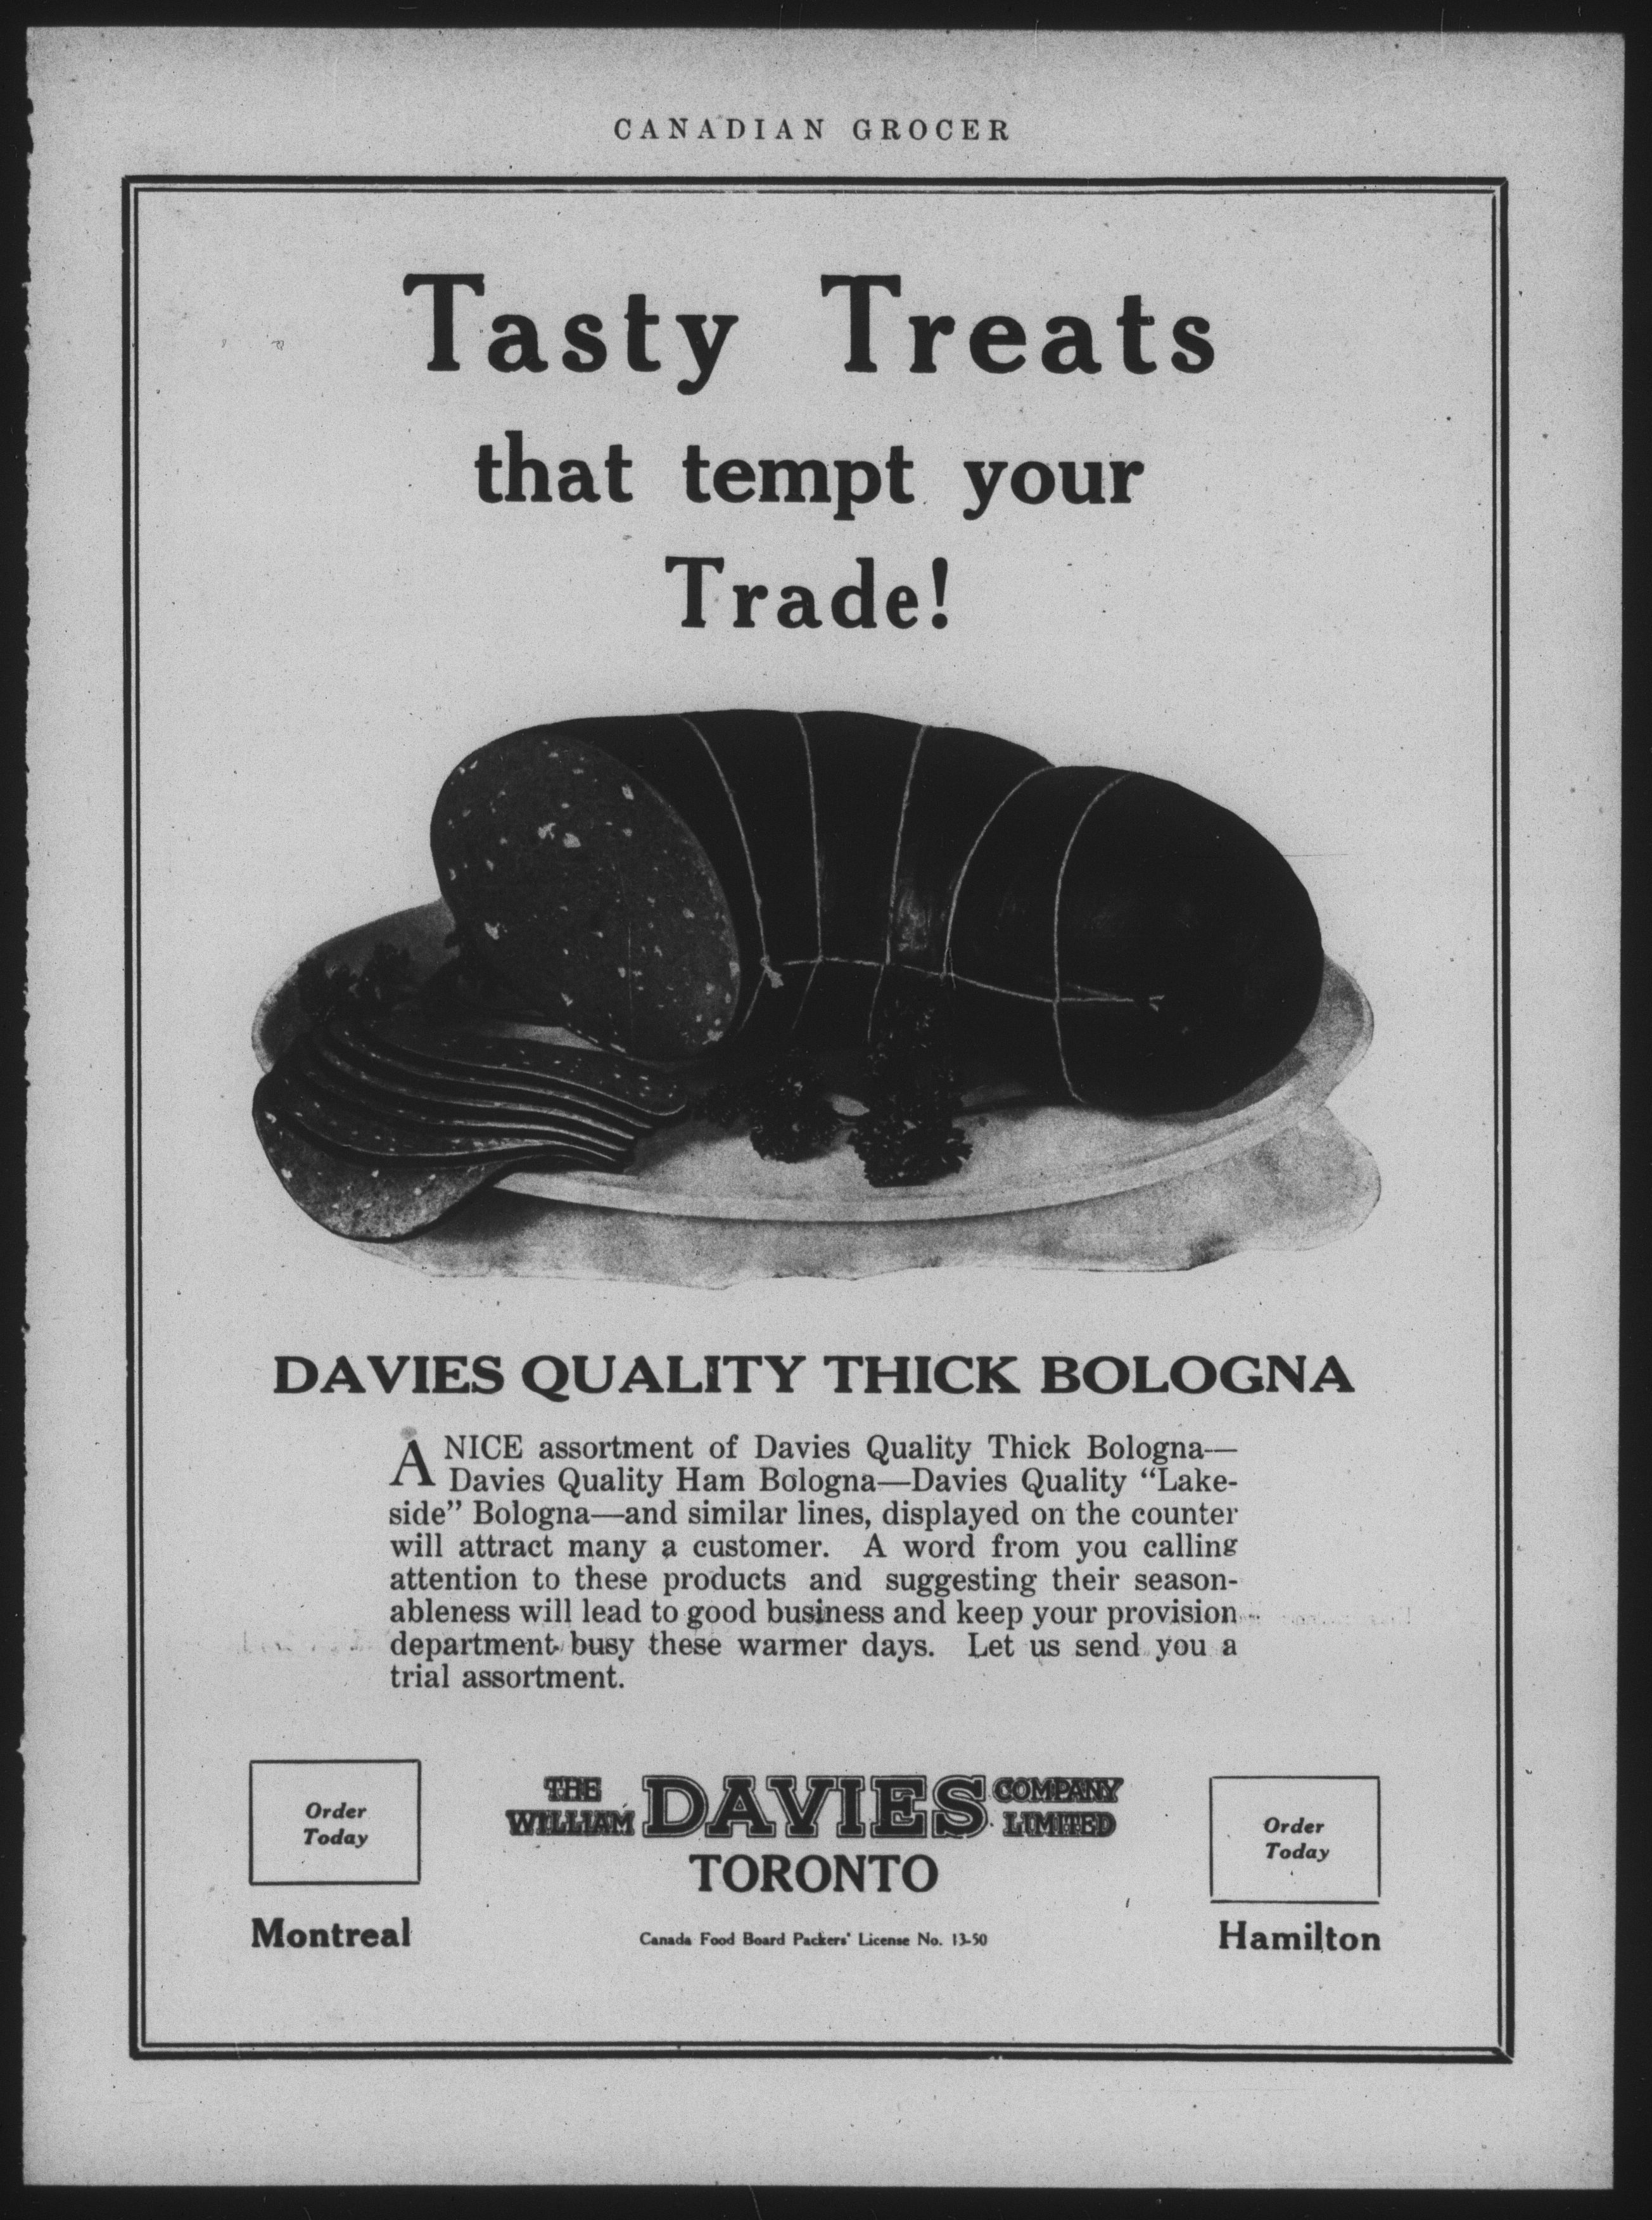 CANADIAN GROCER
Tasty Treats
that tempt your
Trade!
DAVIES QUALITY THICK BOLOGNA
A NICE assortment of Davies Quality Thick Bologna—
Davies Quality Ham Bologna—Davies Quality “Lake-
side” Bologna—and similar lines, displayed on the counter
will attract many a customer. A word from you calling
attention to these products and suggesting their season-
ableness will lead to good business and keep your provision
department busy these warmer days. Let us send you a
trial assortment.
Order
Today
Montreal
THE WILLIAM DAVIES COMPANY LIMITED
TORONTO
Canada Food Board Packers' License No. 13-50
Order
Today
Hamilton